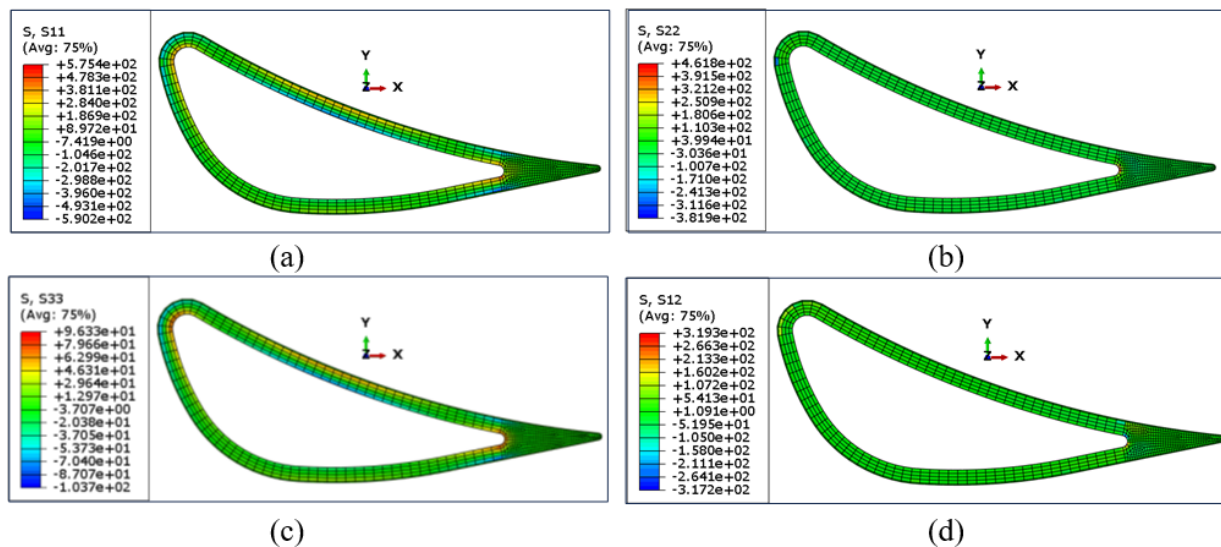 S, S11
(Avg: 75%)
+5.754e+02
+4.783e+02
+3.811e+02
+2.840e+02
+1.869e+02
+8.972e+01
-7.419e+00
-1.046e+02
-2.017e+02
-2.988e+02
-3.960e+02
-4.931e+02
-5.902e+02
Y
Z X
(a)
S, S22
(Avg: 75%)
+4.618e+02
+3.915e+02
+3.212e+02
+2.509e+02
+1.806e+02
+1.103e+02
+3.994e+01
-3.036e+01
-1.007e+02
-1.710e+02
-2.413e+02
-3.116e+02
-3.819e+02
Y
Z X
(b)
S, S33
(Avg: 75%)
+9.633e+01
+7.966e+01
+6.299e+01
+4.631e+01
+2.964e+01
+1.297e+01
-3.707e+00
-2.038e+01
-3.705e+01
-5.373e+01
-7.040e+01
-8.707e+01
-1.037e+02
Y
Z X
(c)
S, S12
(Avg: 75%)
+3.193e+02
+2.663e+02
+2.133e+02
+1.602e+02
+1.072e+02
+5.413e+01
+1.091e+00
-5.195e+01
-1.050e+02
-1.580e+02
-2.111e+02
-2.641e+02
-3.172e+02
Y
Z X
(d)